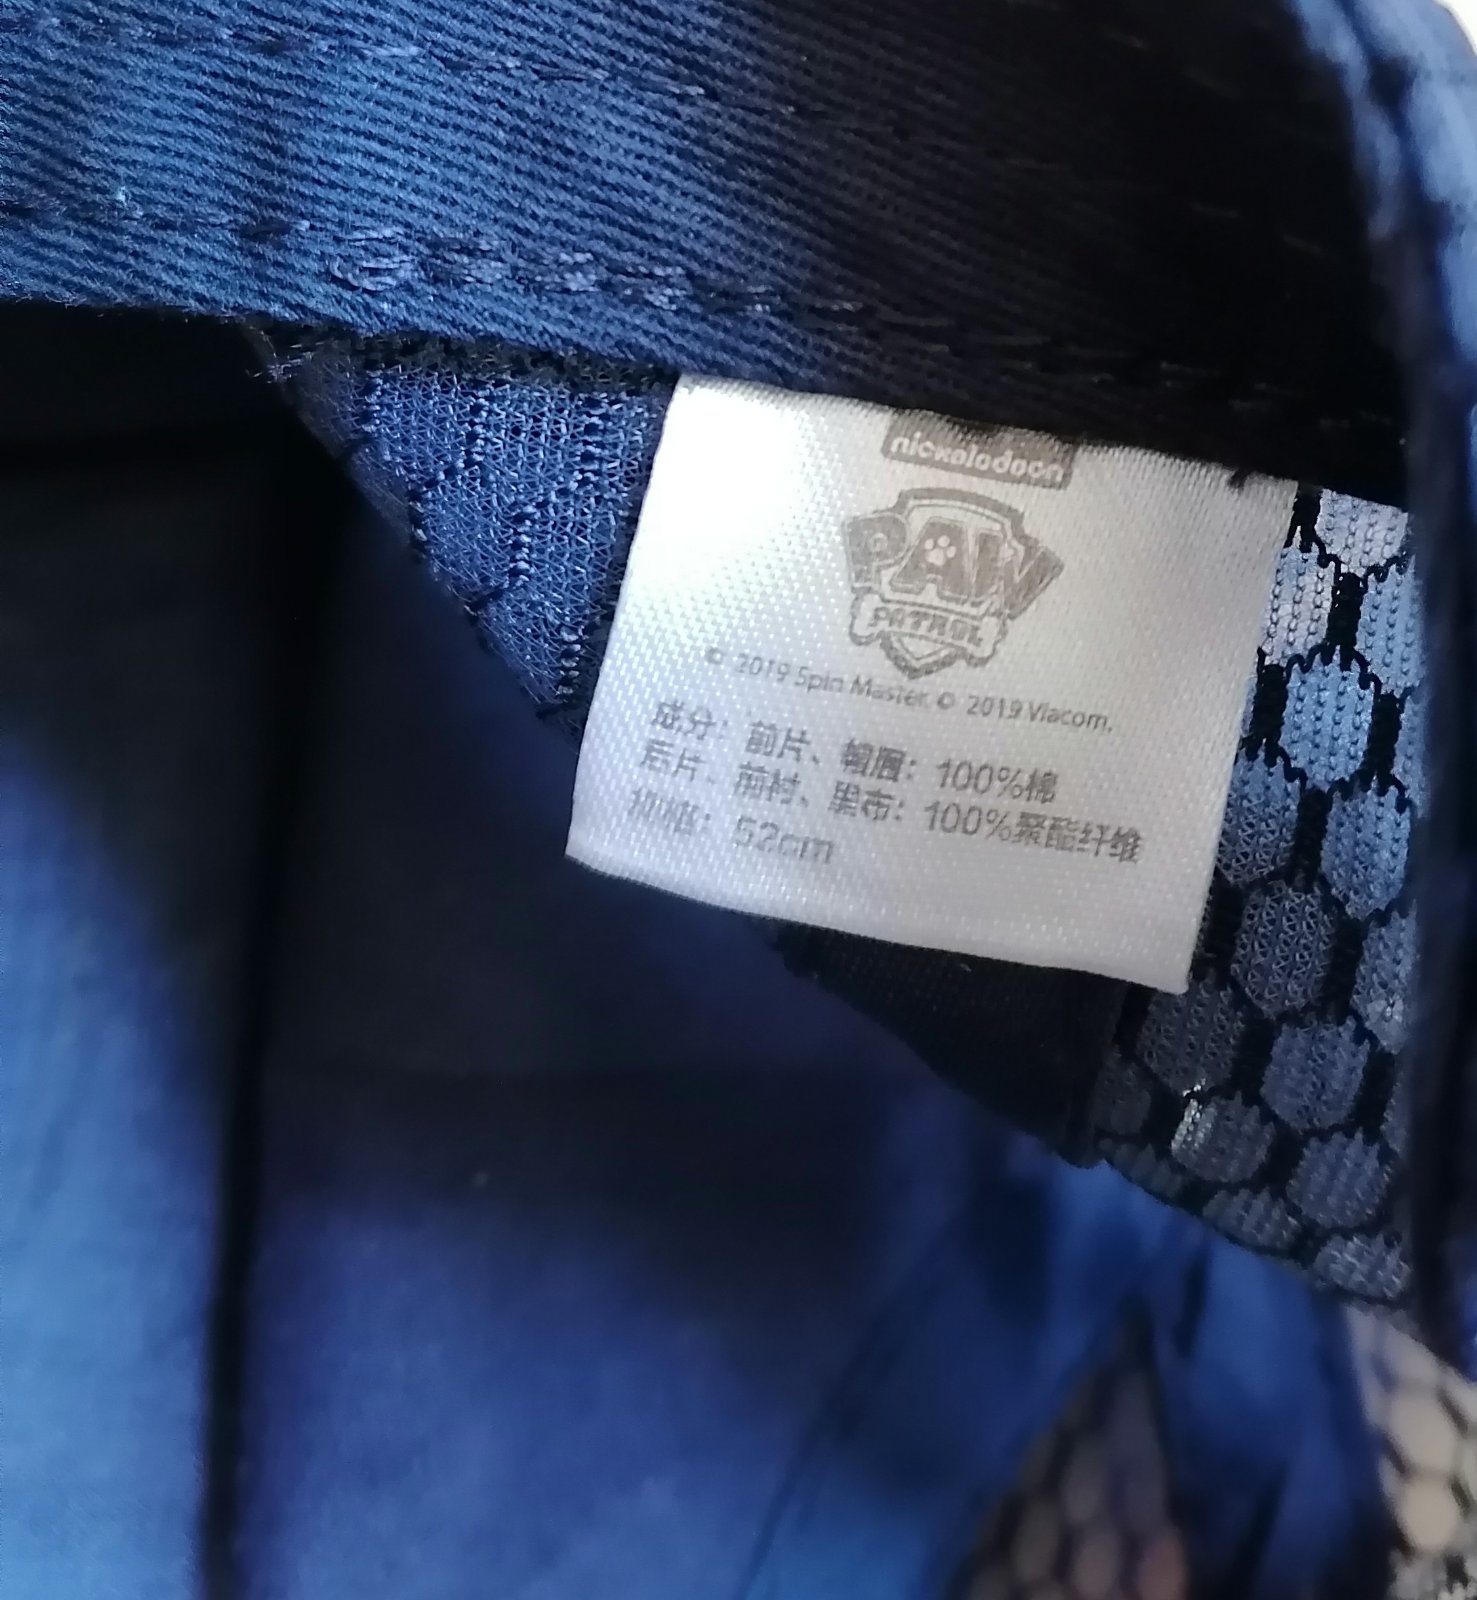 nickelodeon
PAW
PATROL
© 2019 Spin Master. © 2019 Viacom.
成分：前片、帽眉：100%棉
后片、前衬、里布：100%聚酯纤维
规格：52cm